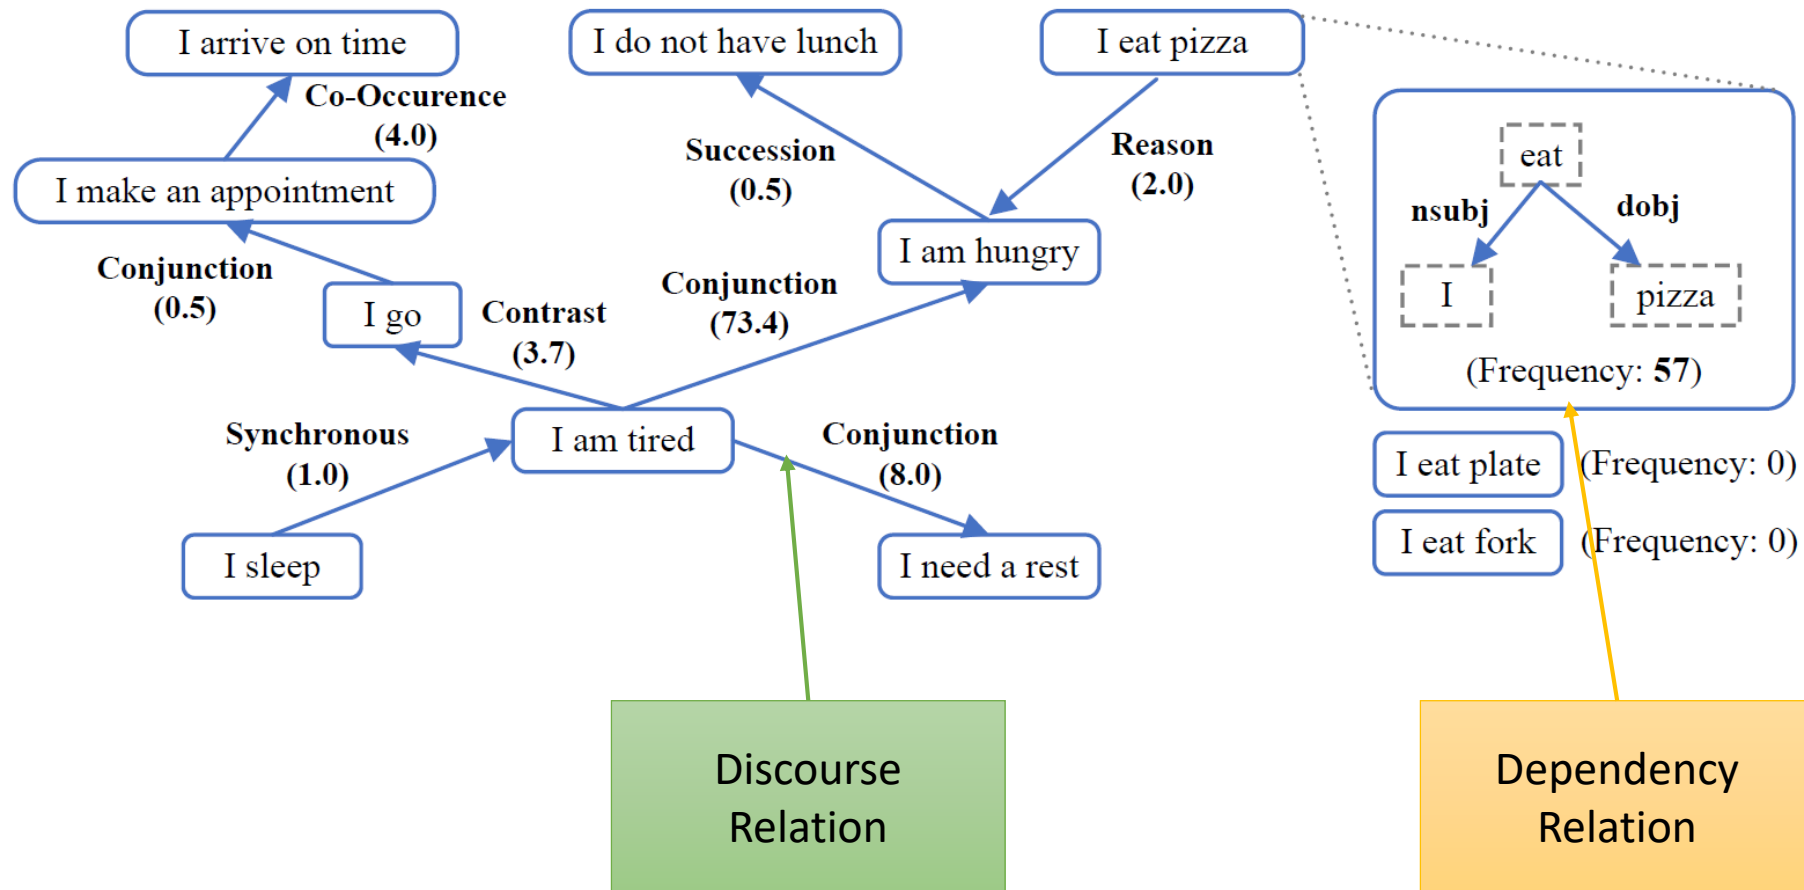 I arrive on time
I do not have lunch
I eat pizza
Co-Occurence
(4.0)
Succession
(0.5)
Reason
(2.0)
eat
nsubj
dobj
I
pizza
(Frequency: 57)
I make an appointment
I am hungry
Conjunction
(0.5)
I go
Contrast
(3.7)
Conjunction
(73.4)
Synchronous
(1.0)
I am tired
Conjunction
(8.0)
I eat plate
(Frequency: 0)
I eat fork
(Frequency: 0)
I sleep
I need a rest
Discourse
Relation
Dependency
Relation